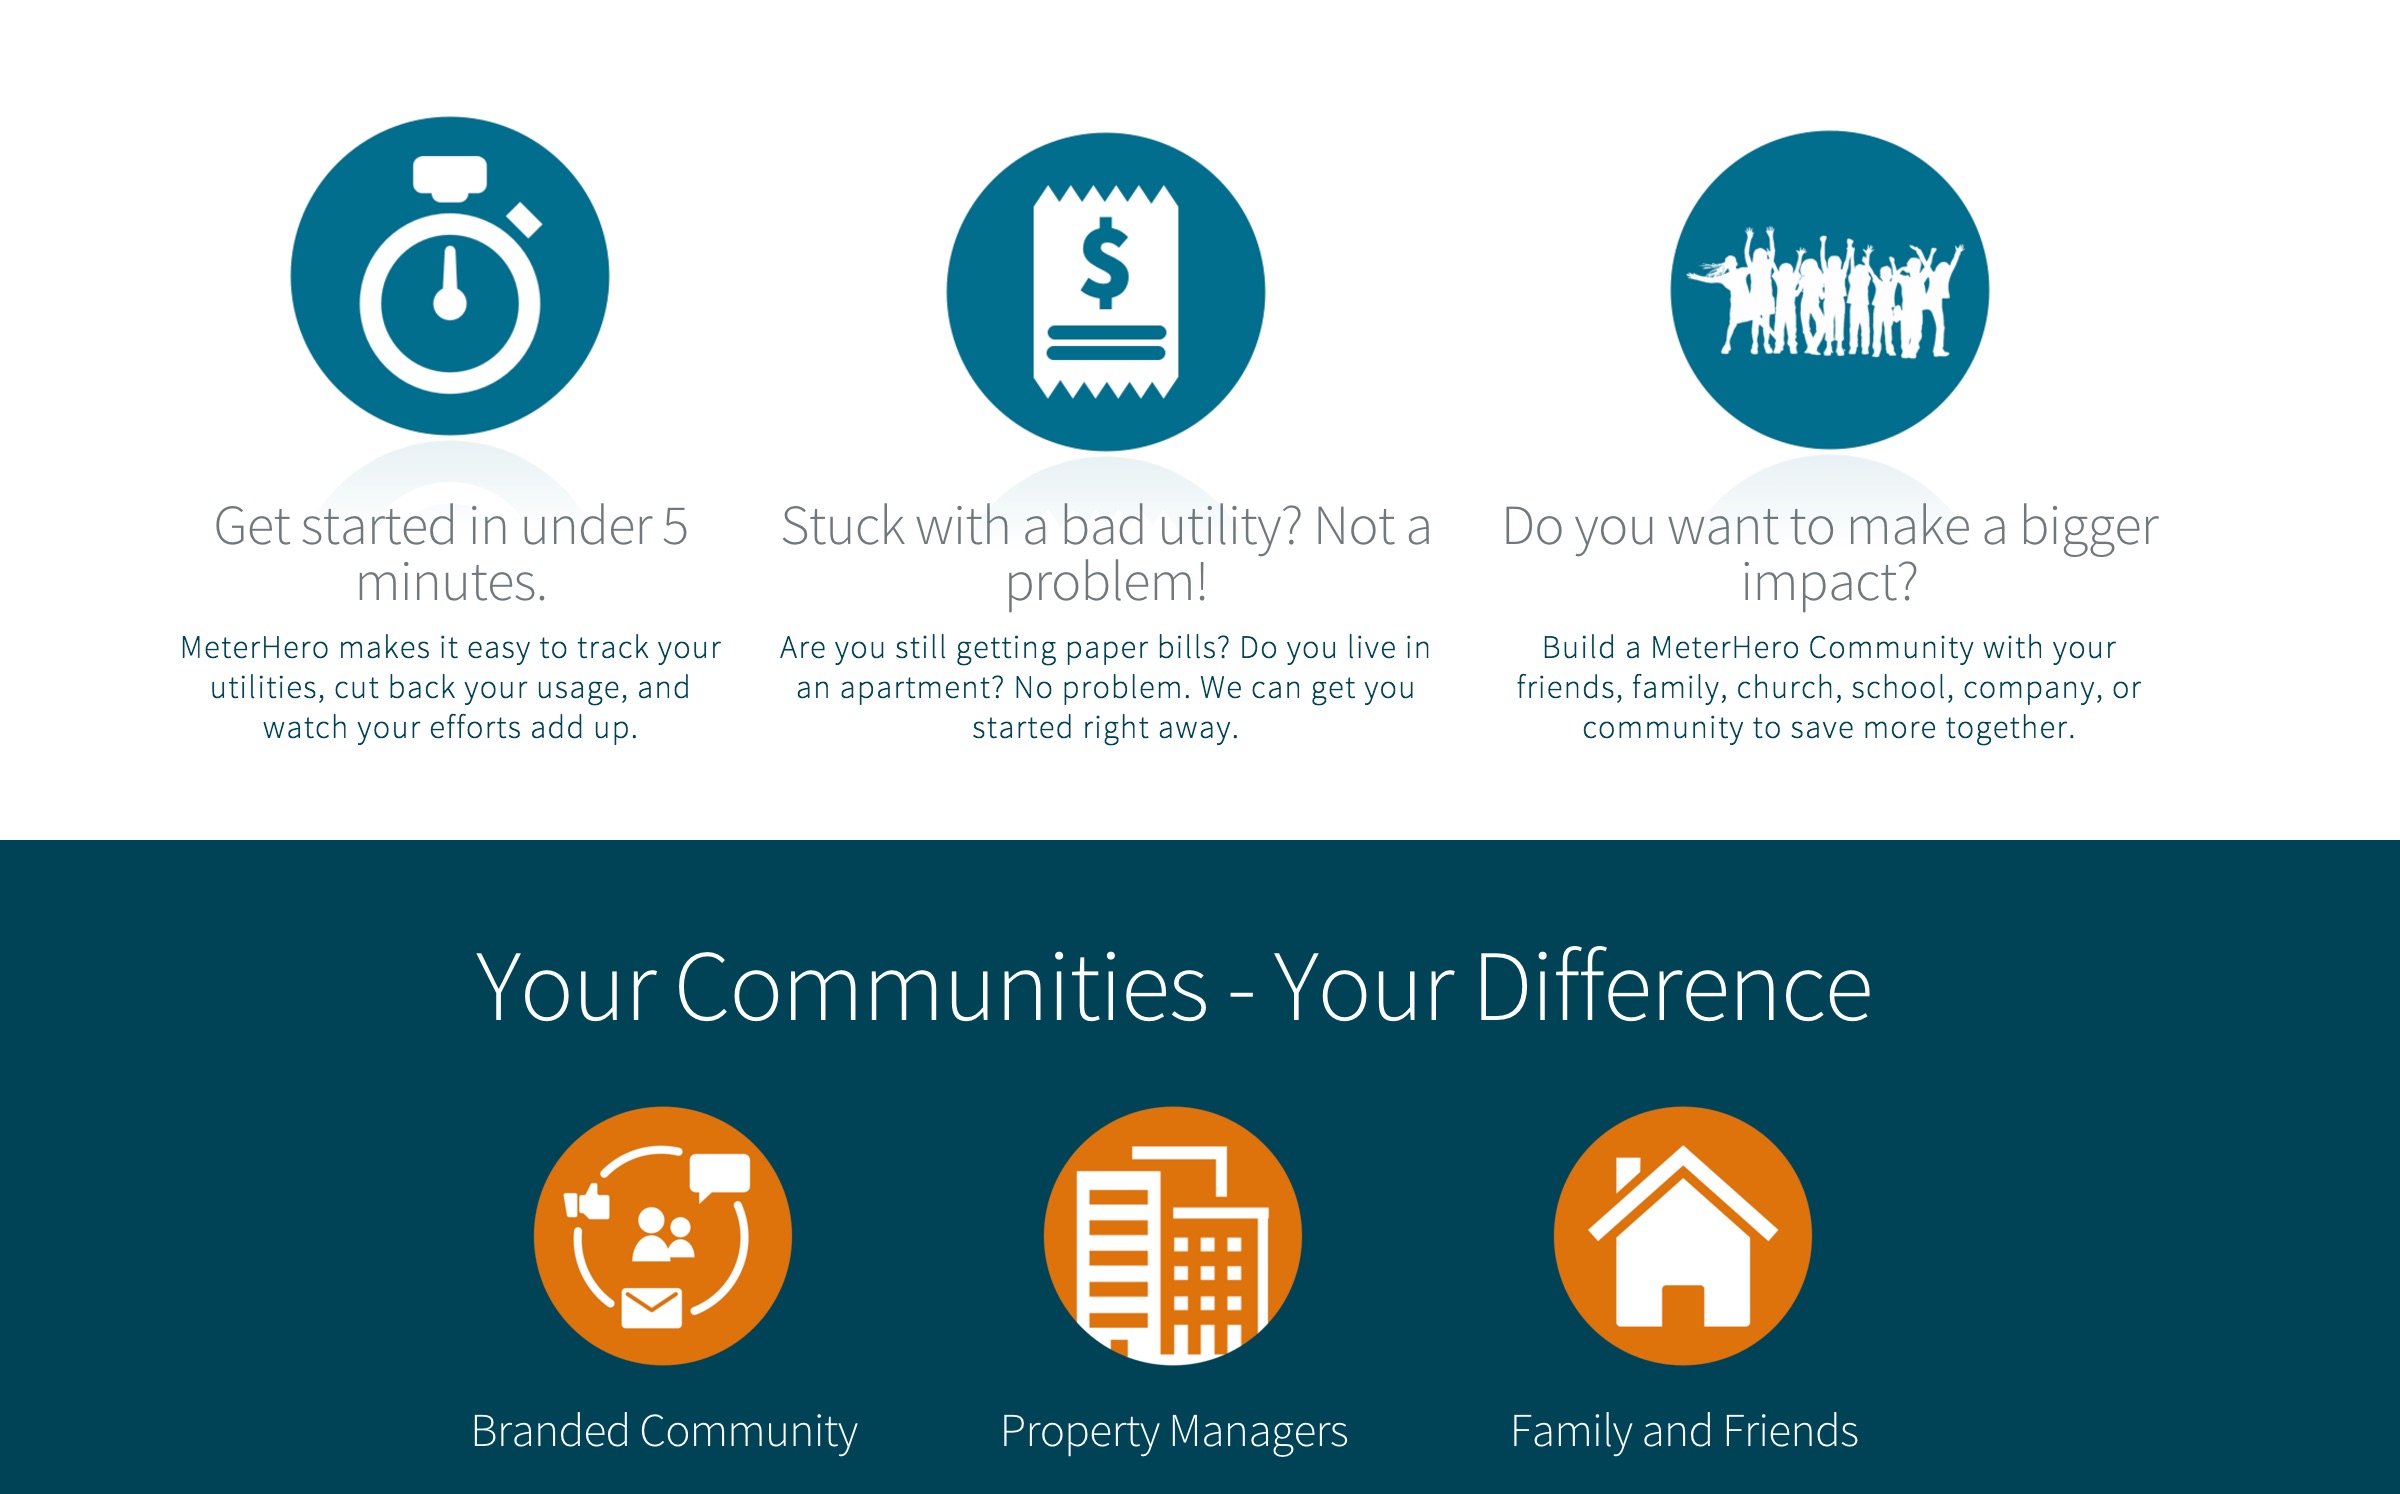 $
Get started in under 5
minutes.
MeterHero makes it easy to track your
utilities, cut back your usage, and
watch your efforts add up.
Stuck with a bad utility? Not a
problem!
Are you still getting paper bills? Do you live in
an apartment? No problem. We can get you
started right away.
Do you want to make a bigger
impact?
Build a MeterHero Community with your
friends, family, church, school, company, or
community to save more together.
Your Communities - Your Difference
Branded Community
Property Managers
Family and Friends